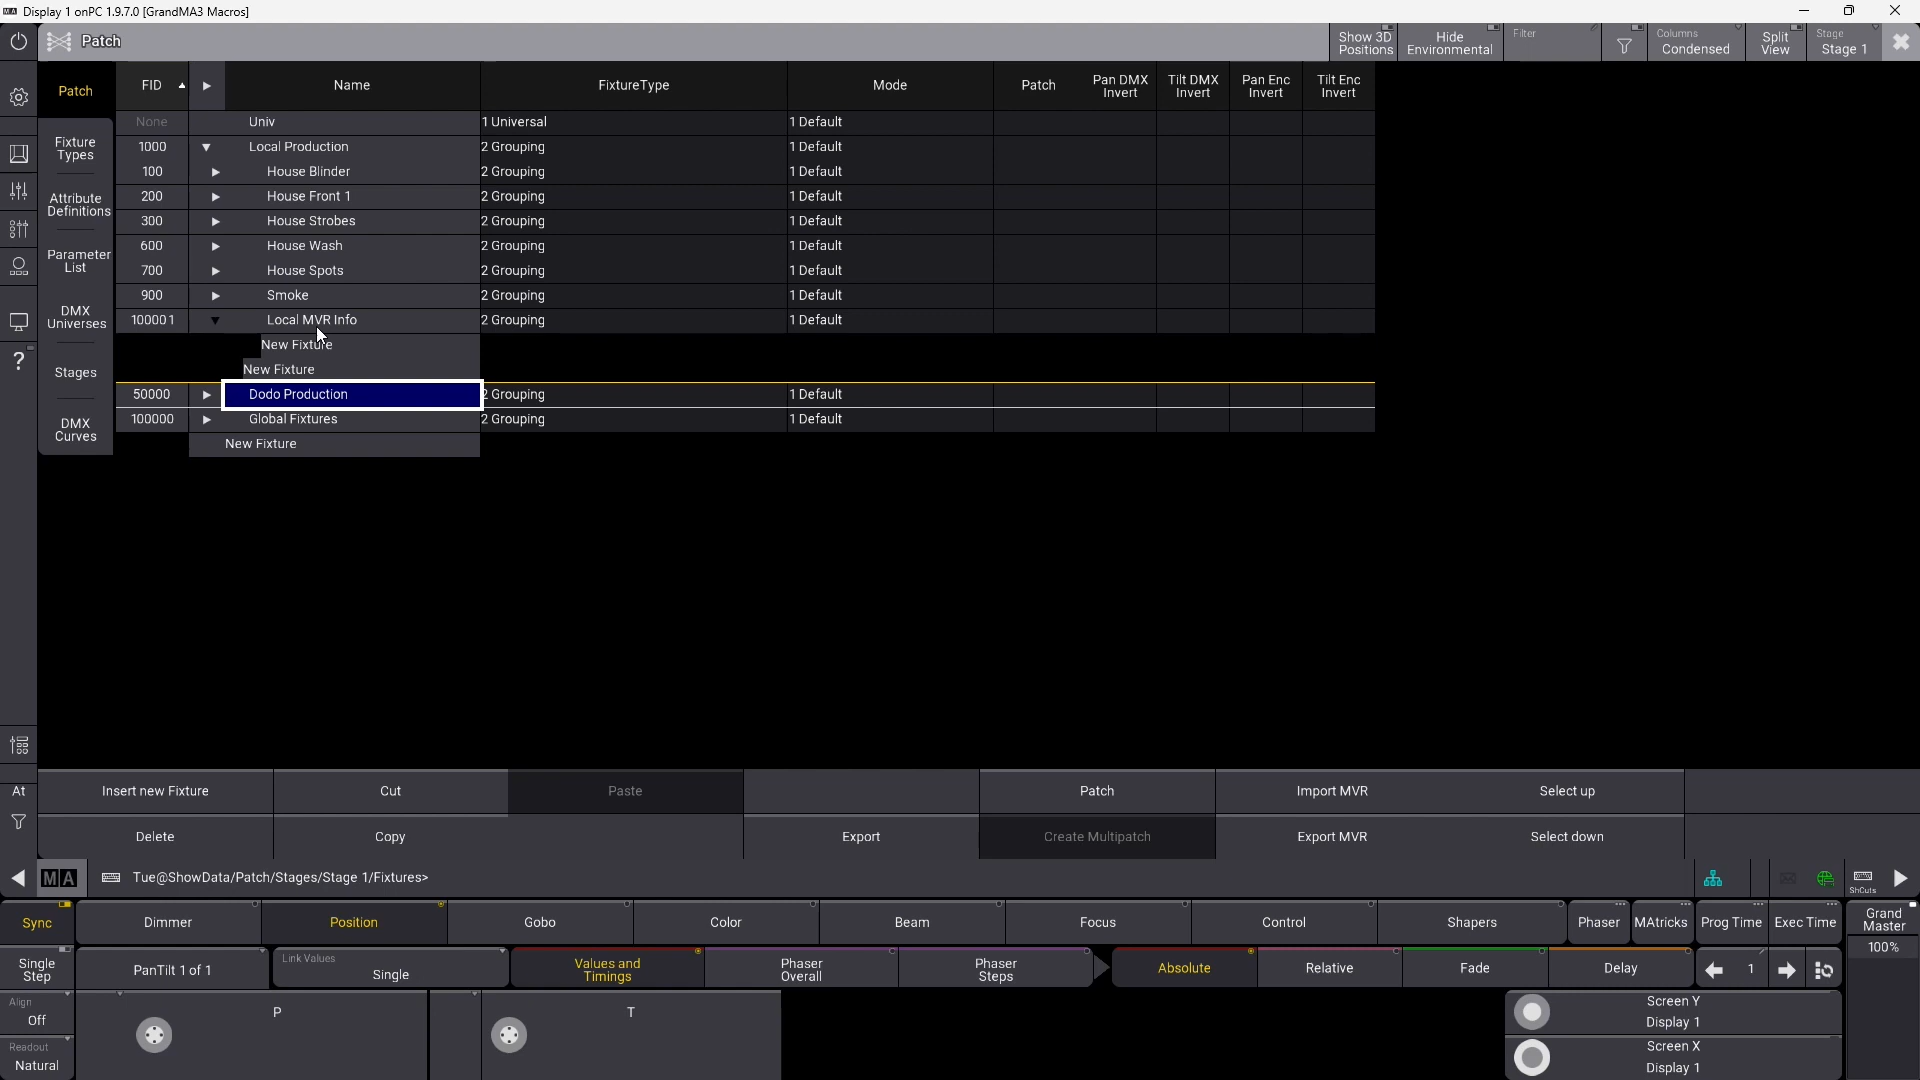 Display 1 onPC 1.9.7.0 [GrandMA3 Macros]
Patch
Show 3D Positions
Hide Environmental
Filter
Columns
Condensed
Split View
Stage
Stage 1
Patch
FID
Name
FixtureType
Mode
Patch
Pan DMX Invert
Tilt DMX Invert
Pan Enc Invert
Tilt Enc Invert
None Univ 1 Universal 1 Default
1000 Local Production 2 Grouping 1 Default
100 House Blinder 2 Grouping 1 Default
200 House Front 1 2 Grouping 1 Default
300 House Strobes 2 Grouping 1 Default
600 House Wash 2 Grouping 1 Default
700 House Spots 2 Grouping 1 Default
900 Smoke 2 Grouping 1 Default
100001 Local MVR Info 2 Grouping 1 Default
New Fixture
New Fixture
50000 Dodo Production 2 Grouping 1 Default
100000 Global Fixtures 2 Grouping 1 Default
New Fixture
Fixture Types
Attribute Definitions
Parameter List
DMX Universes
Stages
DMX Curves
?
At
Insert new Fixture
Cut
Paste
Patch
Import MVR
Select up
Delete
Copy
Export
Create Multipatch
Export MVR
Select down
MA
Tue@ShowData/Patch/Stages/Stage 1/Fixtures>
ShCuts
Sync
Dimmer
Position
Gobo
Color
Beam
Focus
Control
Shapers
Phaser
MAtricks
Prog Time
Exec Time
Grand Master
100%
Single Step
PanTilt 1 of 1
Link Values
Single
Values and Timings
Phaser Overall
Phaser Steps
Absolute
Relative
Fade
Delay
1
Align
Off
P
T
Screen Y
Display 1
Readout
Natural
Screen X
Display 1